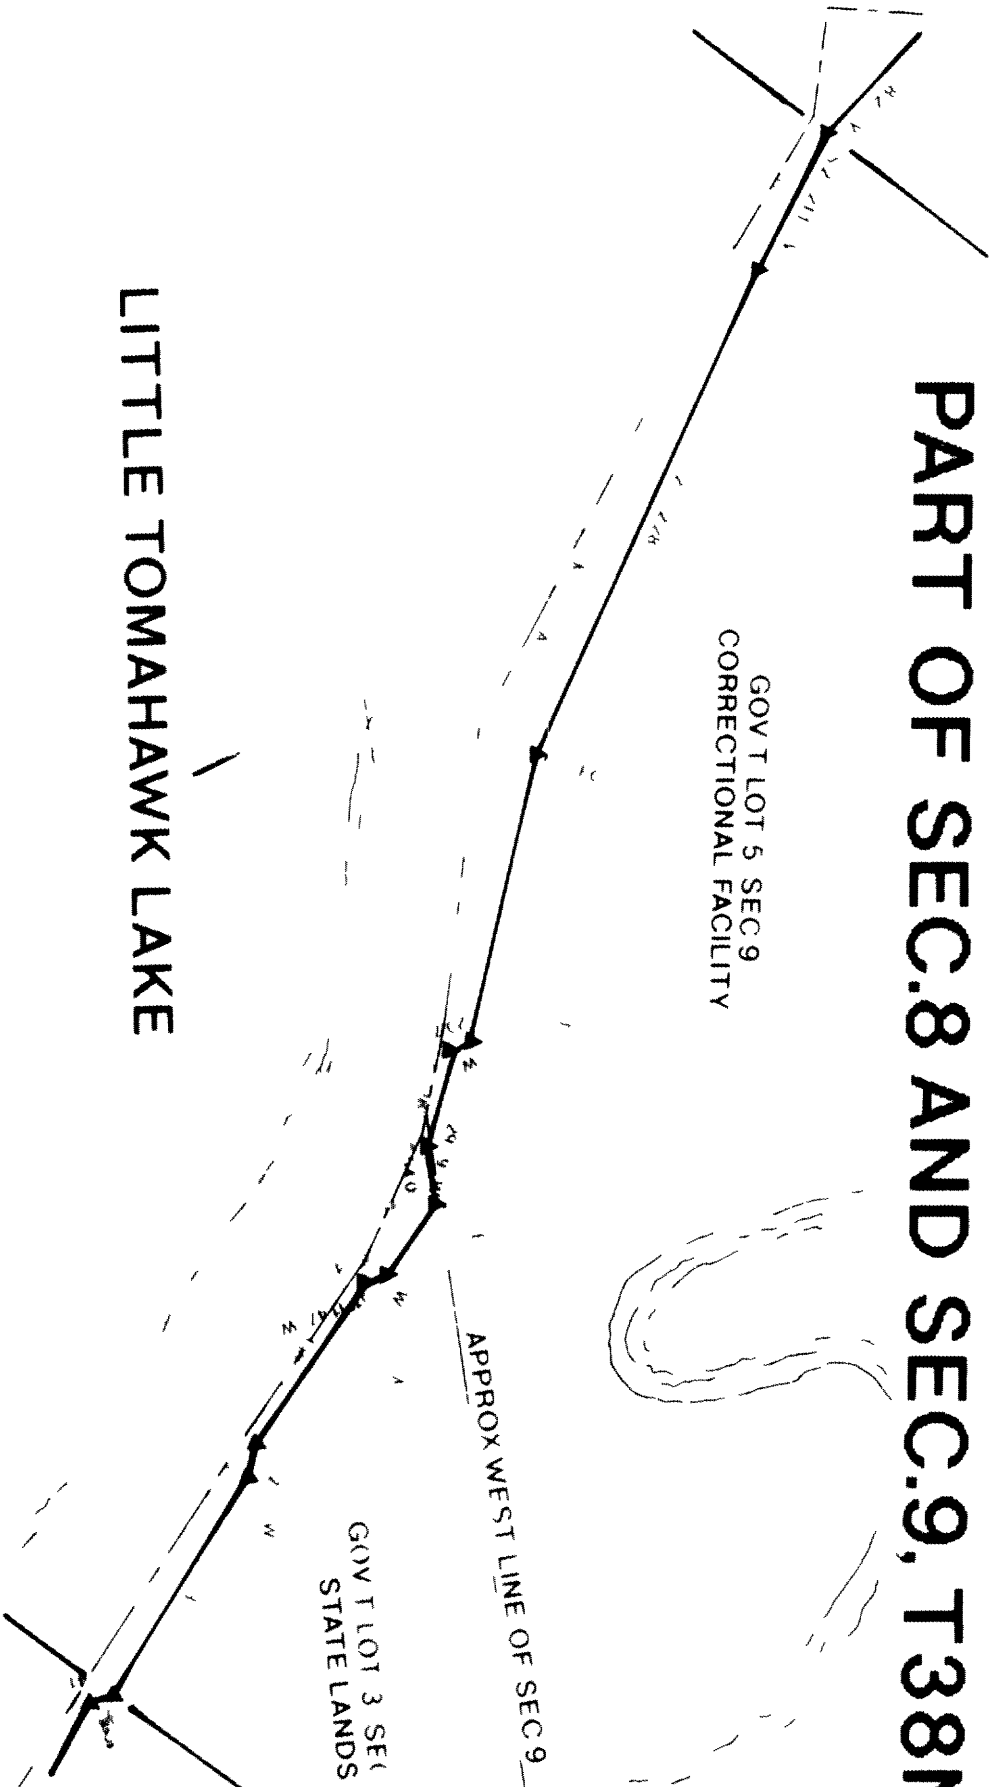 PART OF SEC.8 AND SEC.9, T38N
GOV T LOT 5 SEC 9
CORRECTIONAL FACILITY
LITTLE TOMAHAWK LAKE
APPROX WEST LINE OF SEC 9
GOV T LOT 3 SEC
STATE LANDS